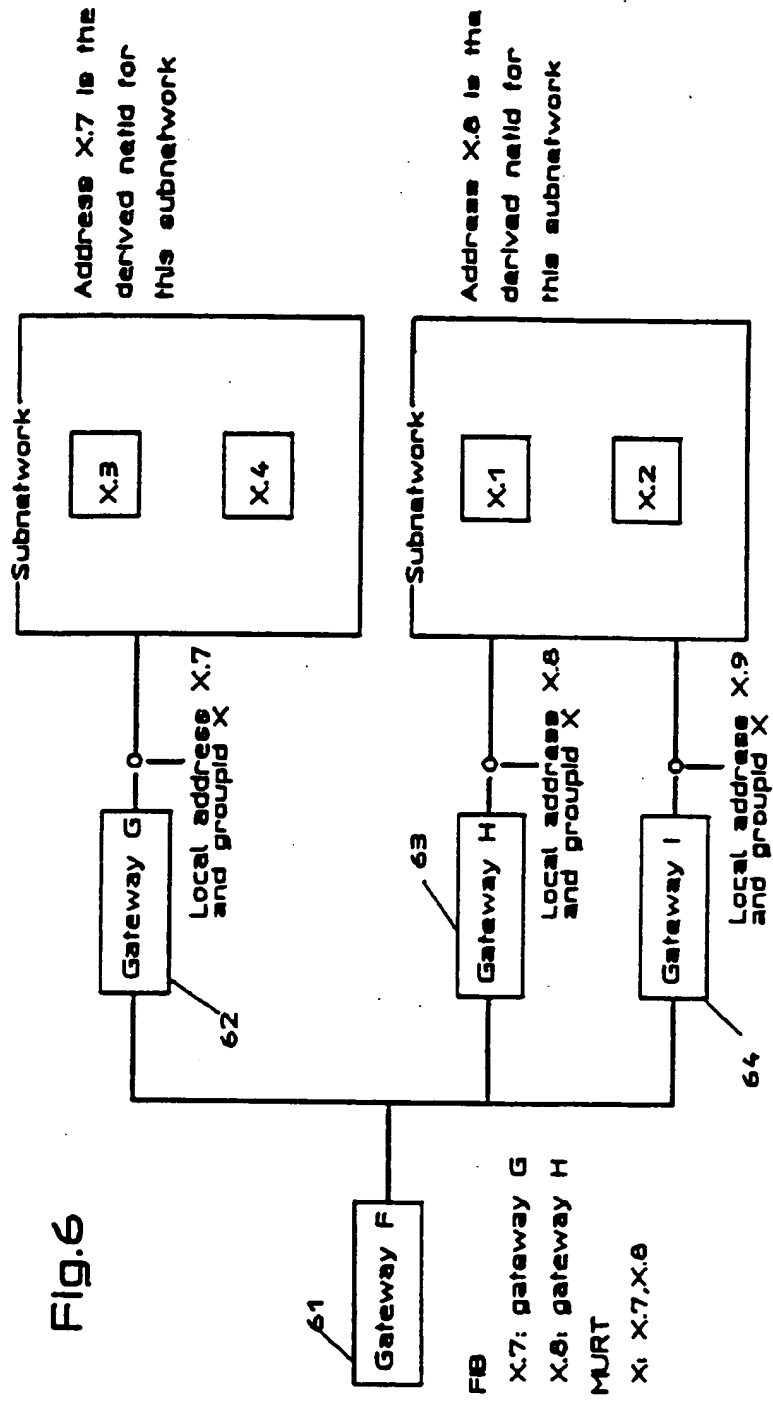 Fig.6
61
Gateway F
FIB
X.7: gateway G
X.8: gateway H
MURT
X: X.7,X.8
62
Gateway G
Local address X.7
and groupid X
Subnetwork
X.3
X.4
Address X.7 is the
derived netid for
this subnetwork
63
Gateway H
Local address X.8
and groupid X
64
Gateway I
Local address X.9
and groupid X
Subnetwork
X.1
X.2
Address X.8 is the
derived netid for
this subnetwork